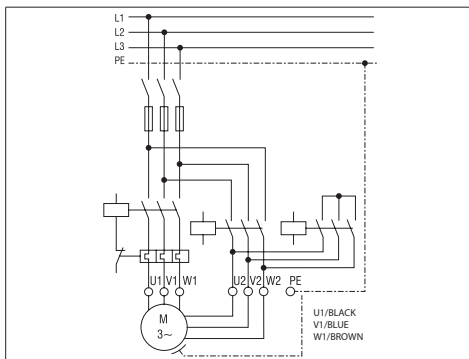 L1
L2
L3
PE
U1 V1 W1 U2 V2 W2 PE
M
3~
U1/BLACK
V1/BLUE
W1/BROWN